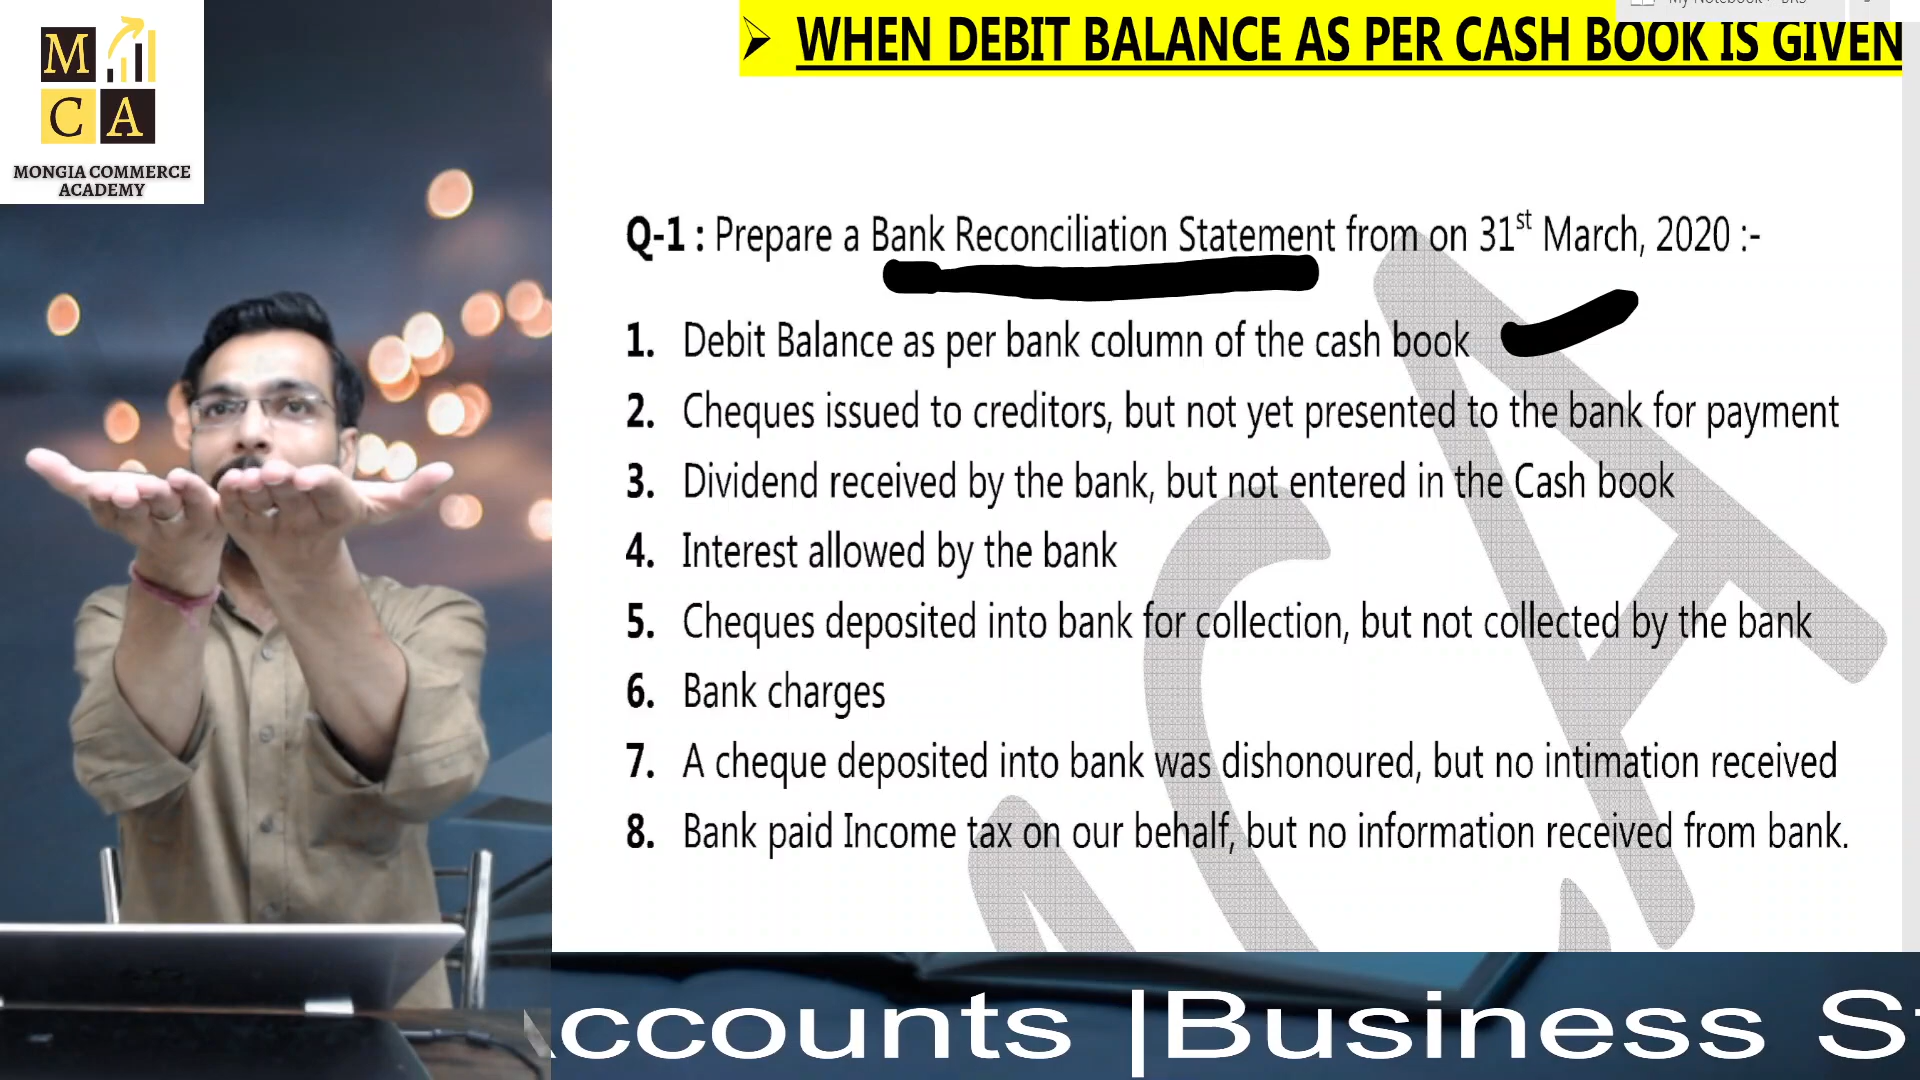 M
C A
MONGIA COMMERCE
ACADEMY
➢ WHEN DEBIT BALANCE AS PER CASH BOOK IS GIVEN
Q-1 : Prepare a Bank Reconciliation Statement from on 31st March, 2020 :-
1. Debit Balance as per bank column of the cash book
2. Cheques issued to creditors, but not yet presented to the bank for payment
3. Dividend received by the bank, but not entered in the Cash book
4. Interest allowed by the bank
5. Cheques deposited into bank for collection, but not collected by the bank
6. Bank charges
7. A cheque deposited into bank was dishonoured, but no intimation received
8. Bank paid Income tax on our behalf, but no information received from bank.
ccounts |Business S